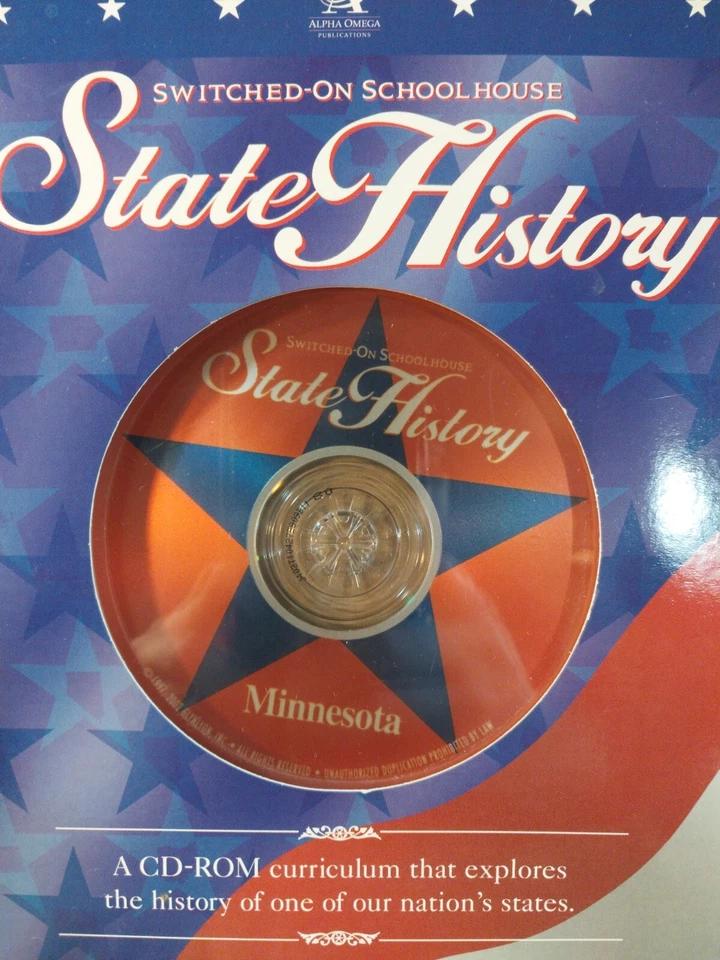 ALPHA OMEGA
PUBLICATIONS
SWITCHED-ON SCHOOLHOUSE
State History
SWITCHED-ON SCHOOLHOUSE
State History
Minnesota
INC. • ALL RIGHTS RESERVED • UNAUTHORIZED DUPLICATION PROHIBITED BY LAW
A CD-ROM curriculum that explores
the history of one of our nation's states.